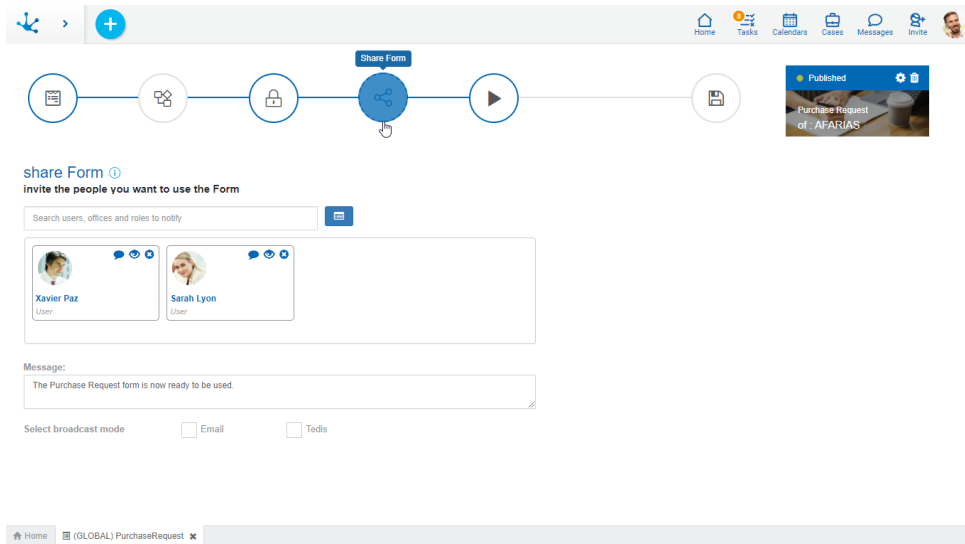 6
Home
Tasks
Calendars
Cases
Messages
Invite
Share Form
Published
Purchase Request
of : AFARIAS
share Form
invite the people you want to use the Form
Search users, offices and roles to notify
Xavier Paz
User
Sarah Lyon
User
Message:
The Purchase Request form is now ready to be used.
Select broadcast mode
Email
Tedis
Home
(GLOBAL) PurchaseRequest